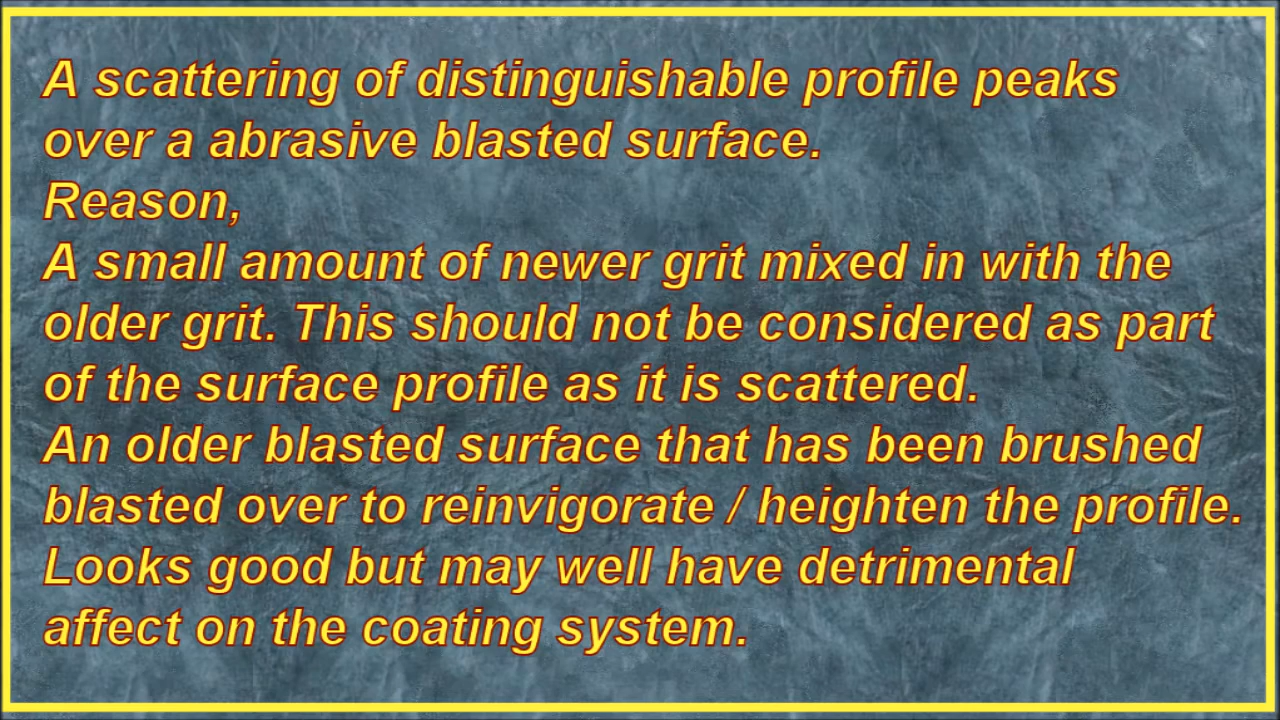 A scattering of distinguishable profile peaks
over a abrasive blasted surface.
Reason,
A small amount of newer grit mixed in with the
older grit. This should not be considered as part
of the surface profile as it is scattered.
An older blasted surface that has been brushed
blasted over to reinvigorate / heighten the profile.
Looks good but may well have detrimental
affect on the coating system.